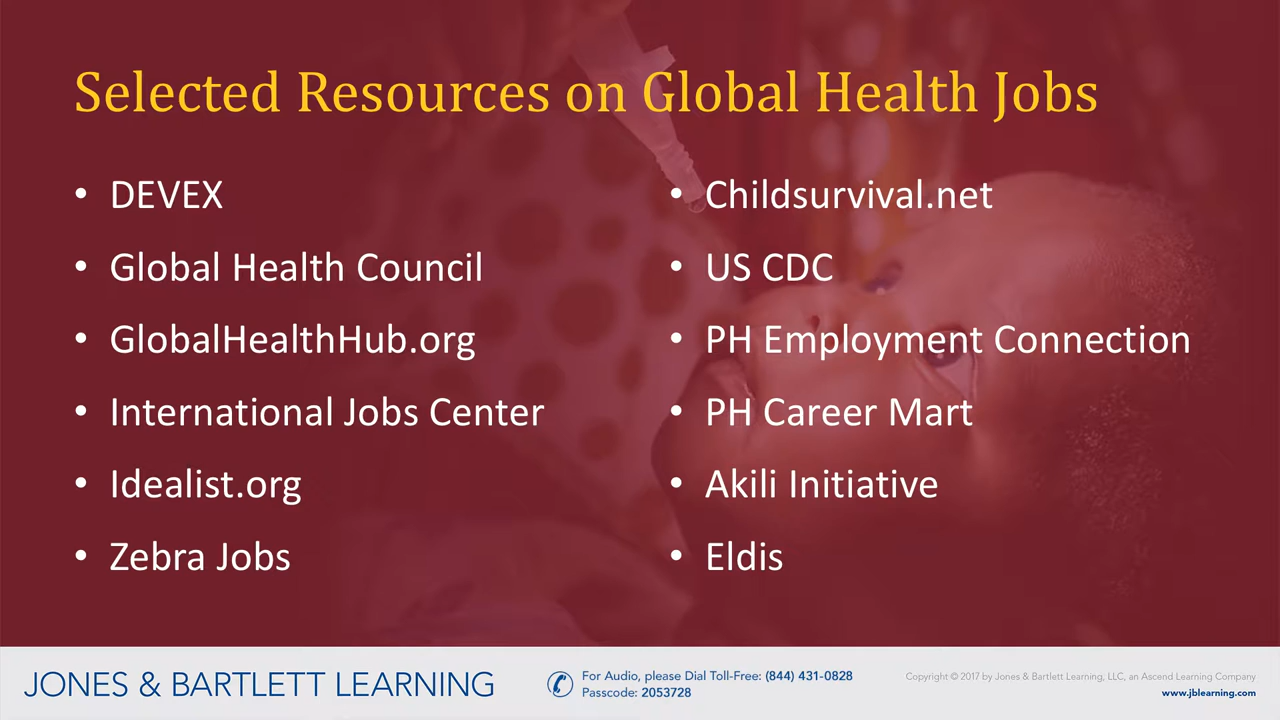 Selected Resources on Global Health Jobs
• DEVEX
• Global Health Council
• GlobalHealthHub.org
• International Jobs Center
• Idealist.org
• Zebra Jobs
• Childsurvival.net
• US CDC
• PH Employment Connection
• PH Career Mart
• Akili Initiative
• Eldis
JONES & BARTLETT LEARNING
For Audio, please Dial Toll-Free: (844) 431-0828
Passcode: 2053728
Copyright © 2017 by Jones & Bartlett Learning, LLC, an Ascend Learning Company
www.jblearning.com